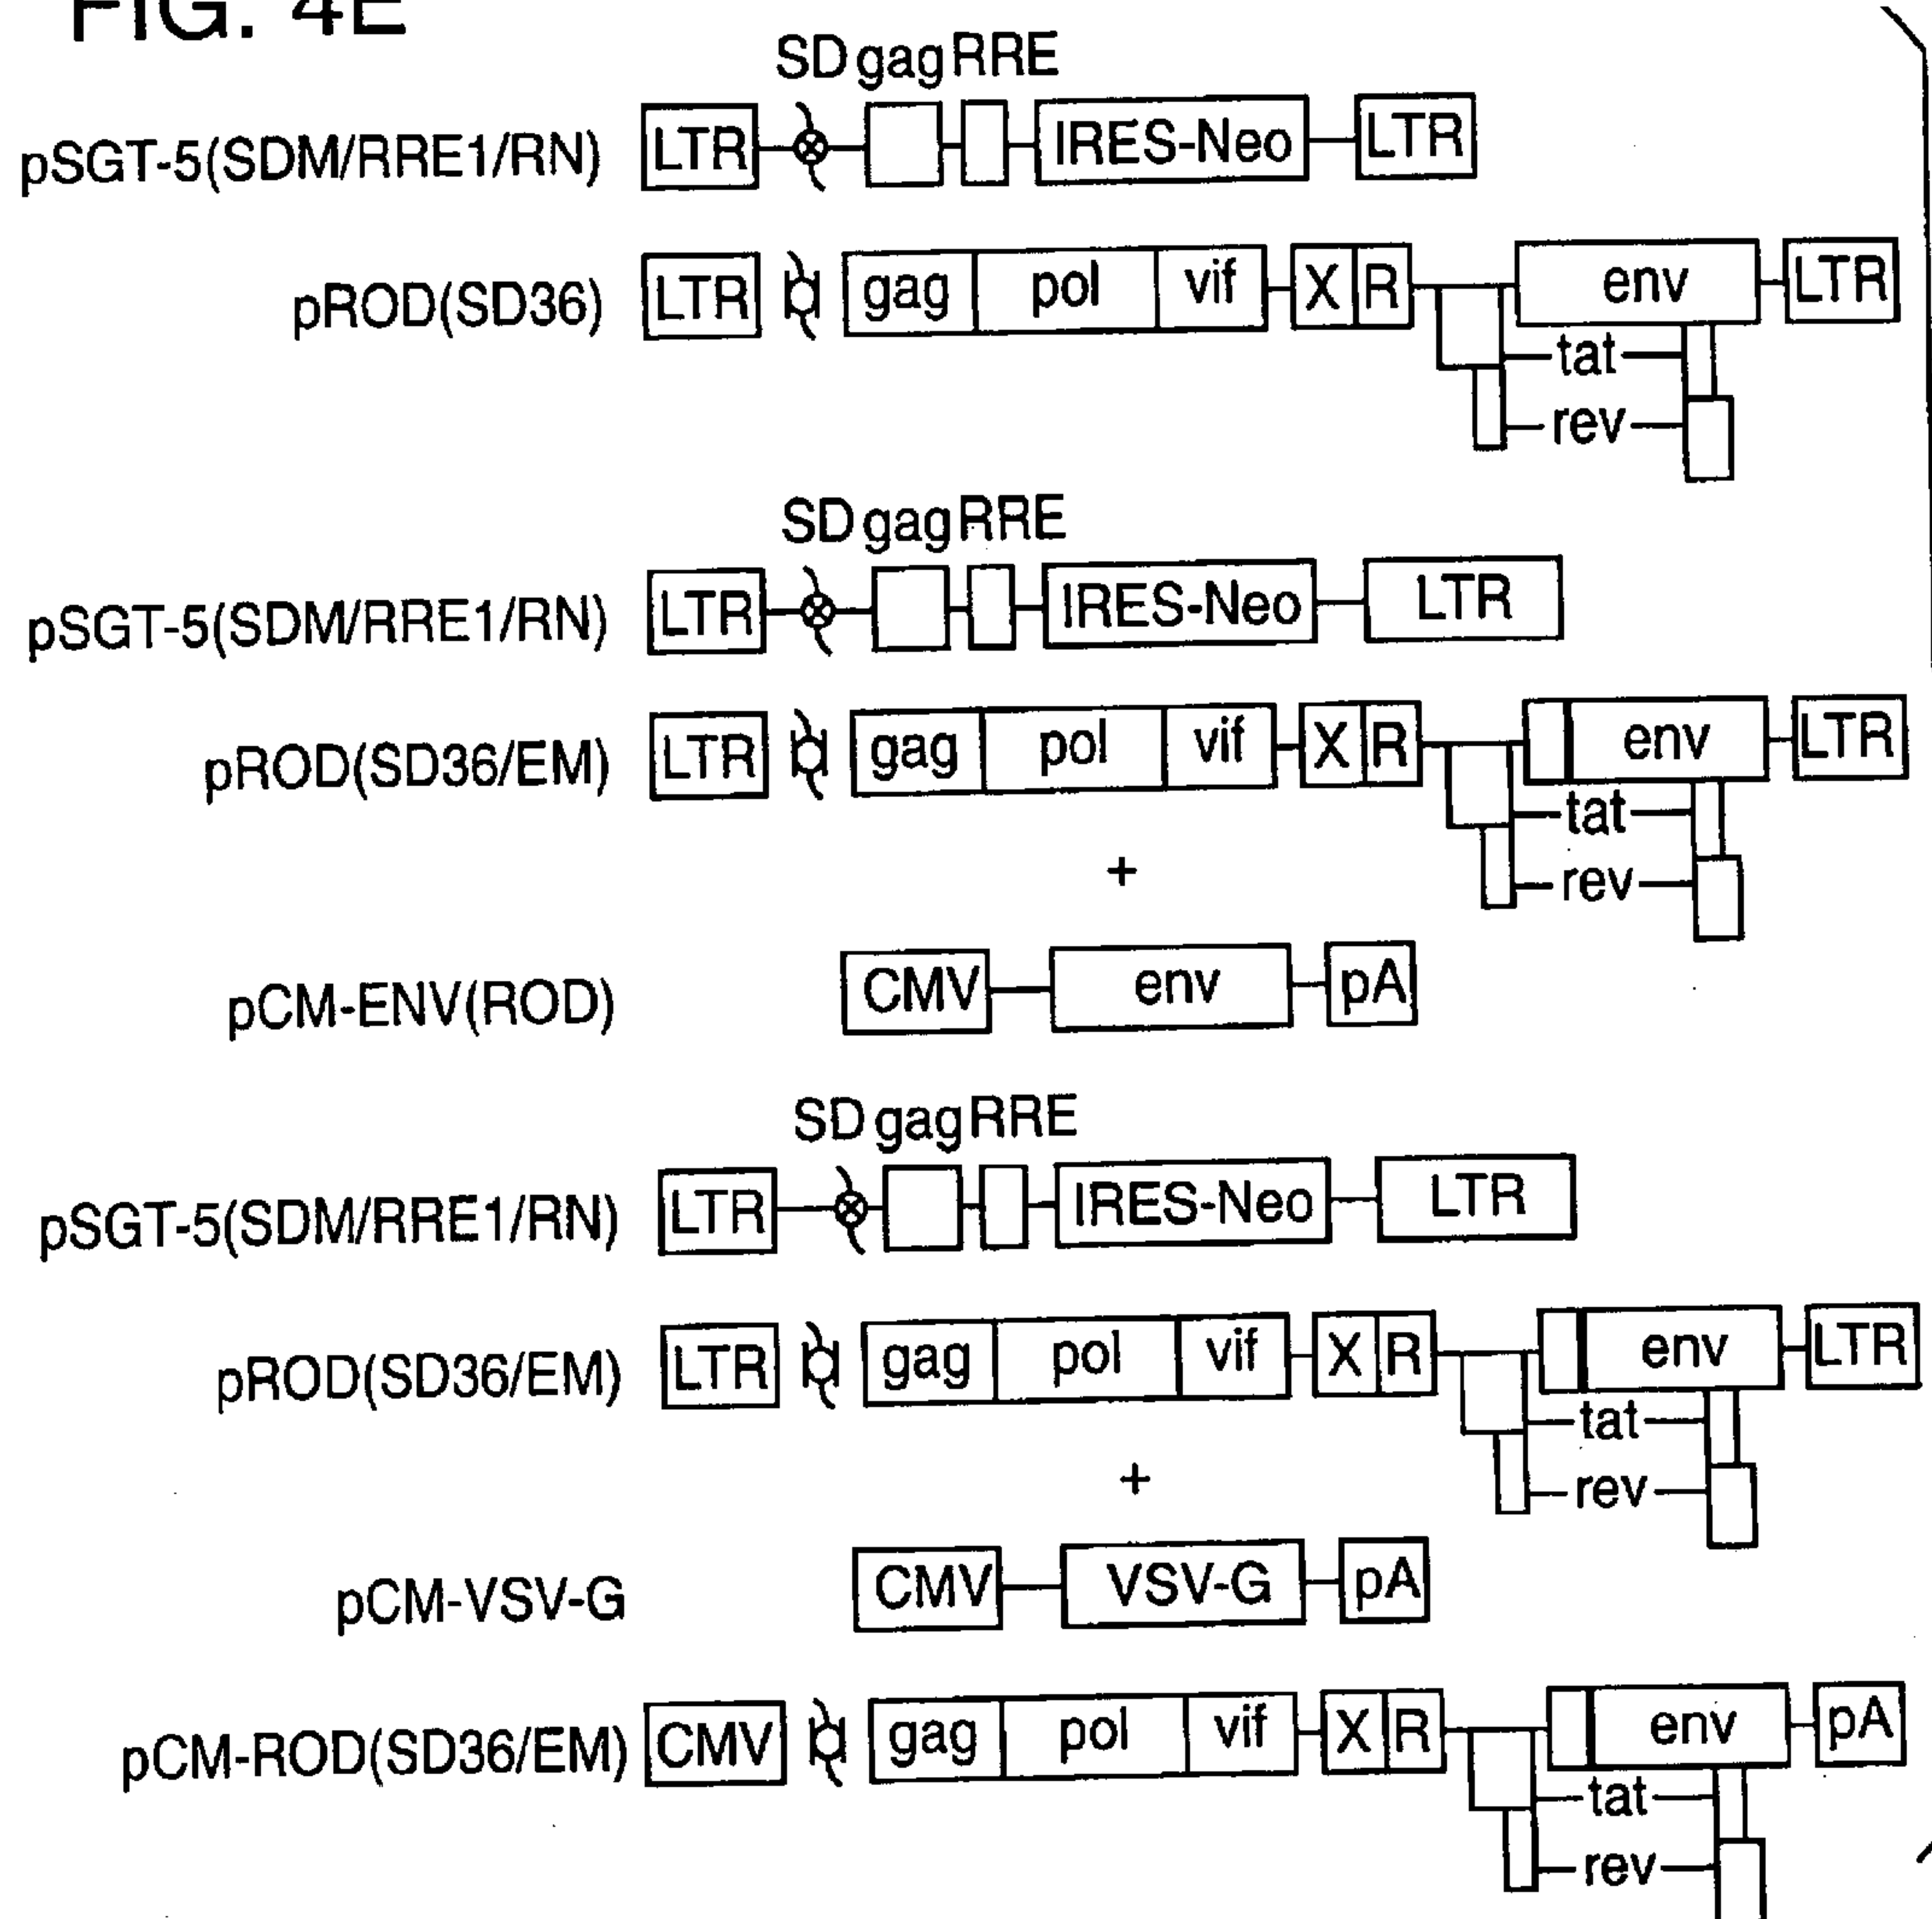 FIG. 4E
SD gag RRE
pSGT-5(SDM/RRE1/RN) LTR IRES-Neo LTR
pROD(SD36) LTR gag pol vif X R env LTR
tat
rev
SD gag RRE
pSGT-5(SDM/RRE1/RN) LTR IRES-Neo LTR
pROD(SD36/EM) LTR gag pol vif X R env LTR
tat
+
rev
pCM-ENV(ROD) CMV env pA
SD gag RRE
pSGT-5(SDM/RRE1/RN) LTR IRES-Neo LTR
pROD(SD36/EM) LTR gag pol vif X R env LTR
tat
+
rev
pCM-VSV-G CMV VSV-G pA
pCM-ROD(SD36/EM) CMV gag pol vif X R env pA
tat
rev